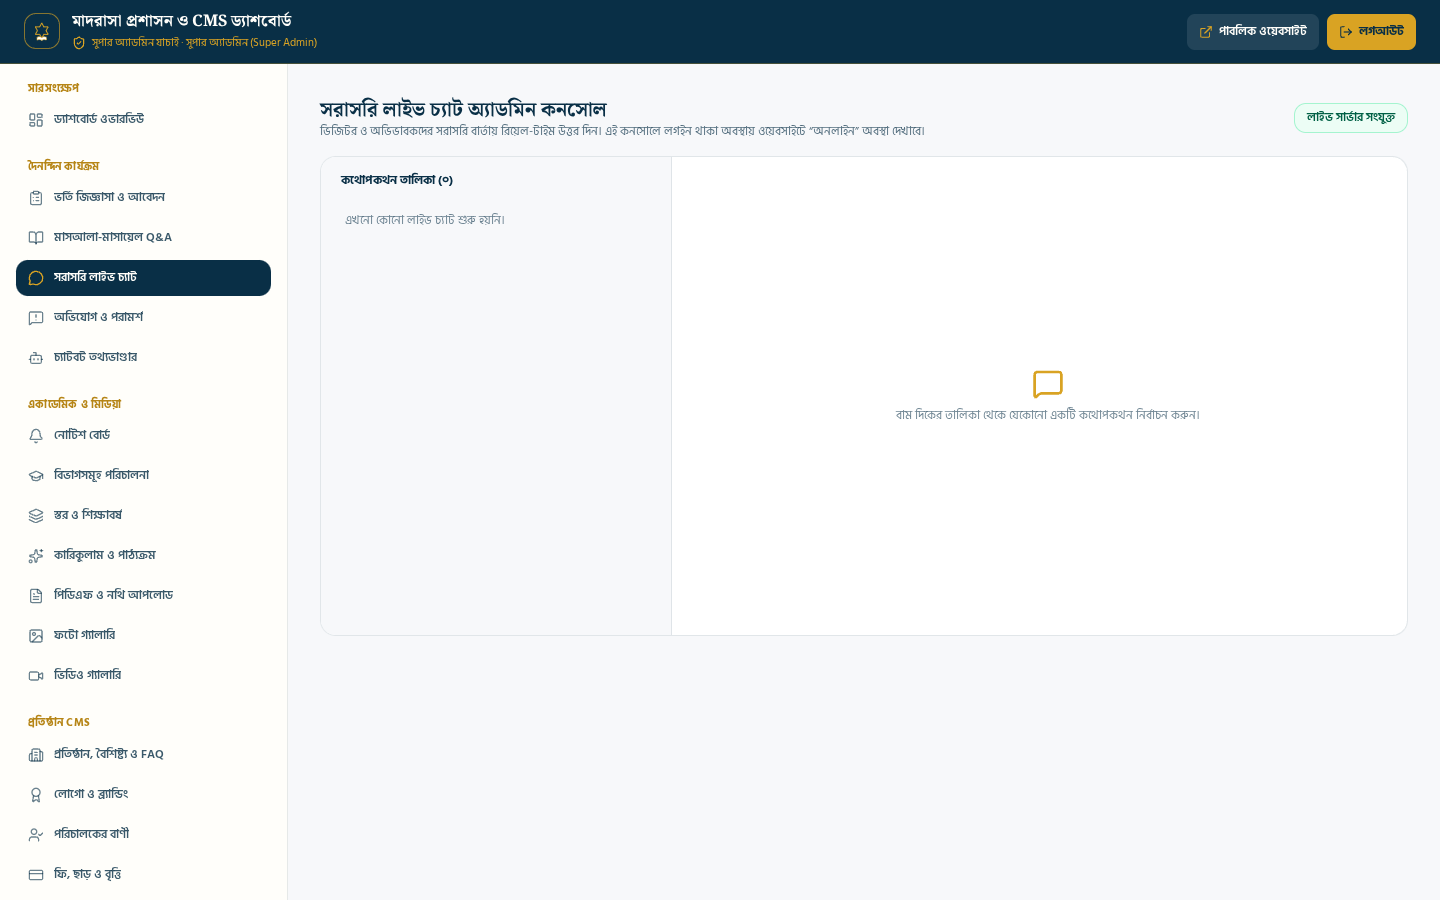 মাদরাসা প্রশাসন ও CMS ড্যাশবোর্ড
সুপার অ্যাডমিন যাচাই · সুপার অ্যাডমিন (Super Admin)
পাবলিক ওয়েবসাইট
লগআউট
সারসংক্ষেপ
ড্যাশবোর্ড ওভারভিউ
দৈনন্দিন কার্যক্রম
ভর্তি জিজ্ঞাসা ও আবেদন
মাসআলা-মাসায়েল Q&A
সরাসরি লাইভ চ্যাট
অভিযোগ ও পরামর্শ
চ্যাটবট তথ্যভাণ্ডার
একাডেমিক ও মিডিয়া
নোটিশ বোর্ড
বিভাগসমূহ পরিচালনা
স্তর ও শিক্ষাবর্ষ
কারিকুলাম ও পাঠ্যক্রম
পিডিএফ ও নথি আপলোড
ফটো গ্যালারি
ভিডিও গ্যালারি
প্রতিষ্ঠান CMS
প্রতিষ্ঠান, বৈশিষ্ট্য ও FAQ
লোগো ও ব্র্যান্ডিং
পরিচালকের বাণী
ফি, ছাড় ও বৃত্তি
সরাসরি লাইভ চ্যাট অ্যাডমিন কনসোল
ভিজিটর ও অভিভাবকদের সরাসরি বার্তায় রিয়েল-টাইম উত্তর দিন। এই কনসোলে লগইন থাকা অবস্থায় ওয়েবসাইটে “অনলাইন” অবস্থা দেখাবে।
লাইভ সার্ভার সংযুক্ত
কথোপকথন তালিকা (০)
এখনো কোনো লাইভ চ্যাট শুরু হয়নি।
বাম দিকের তালিকা থেকে যেকোনো একটি কথোপকথন নির্বাচন করুন।